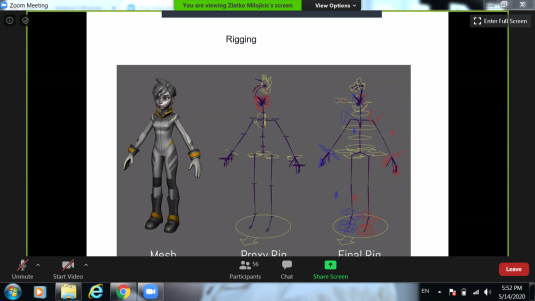 Zoom Meeting
You are viewing Zlatko Milojicic's screen
View Options
Enter Full Screen
Rigging
Mesh
Proxy Rig
Final Rig
Unmute
Start Video
56
Participants
Chat
Share Screen
Leave
EN
5:52 PM
5/14/2020